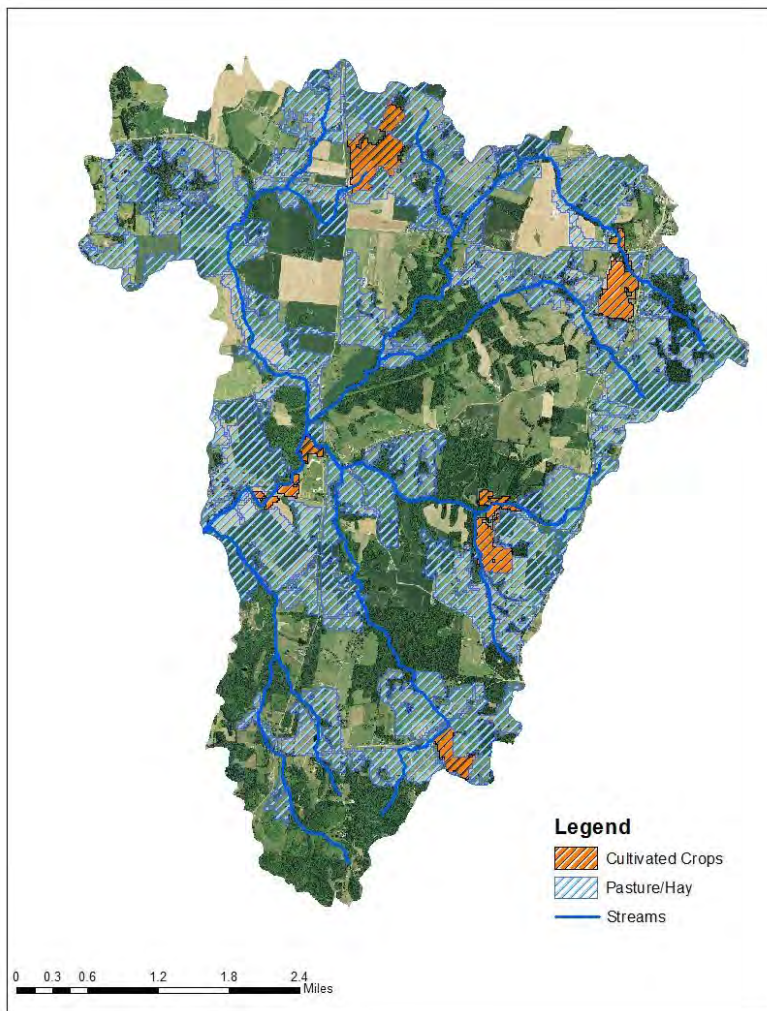 Legend
Cultivated Crops
Pasture/Hay
Streams
0 0.3 0.6 1.2 1.8 2.4
Miles